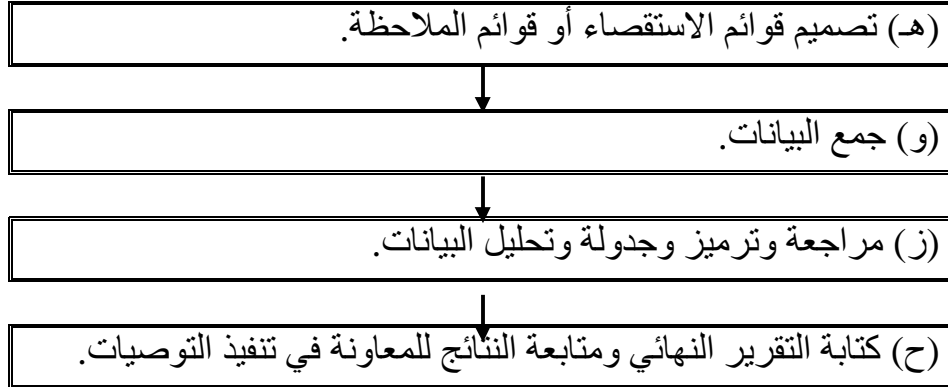 (هـ) تصميم قوائم الاستقصاء أو قوائم الملاحظة.
(و) جمع البيانات.
(ز) مراجعة وترميز وجدولة وتحليل البيانات.
(ح) كتابة التقرير النهائي ومتابعة النتائج للمعاونة في تنفيذ التوصيات.